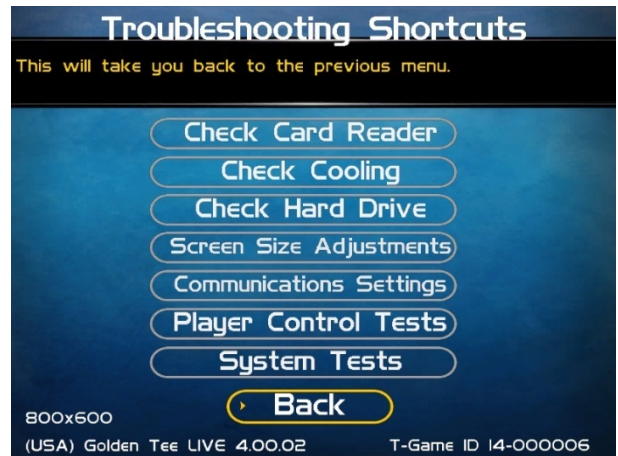 Troubleshooting Shortcuts
This will take you back to the previous menu.
Check Card Reader
Check Cooling
Check Hard Drive
Screen Size Adjustments
Communications Settings
Player Control Tests
System Tests
Back
800x600
(USA) Golden Tee LIVE 4.00.02 T-Game ID 14-000006